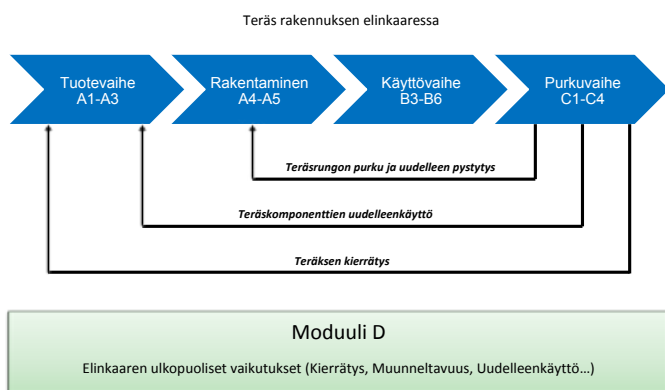 Teräs rakennuksen elinkaaressa
Tuotevaihe
A1-A3
Rakentaminen
A4-A5
Käyttövaihe
B3-B6
Purkuvaihe
C1-C4
Teräsrungon purku ja uudelleen pystytys
Teräskomponenttien uudelleenkäyttö
Teräksen kierrätys
Moduuli D
Elinkaaren ulkopuoliset vaikutukset (Kierrätys, Muunneltavuus, Uudelleenkäyttö…)